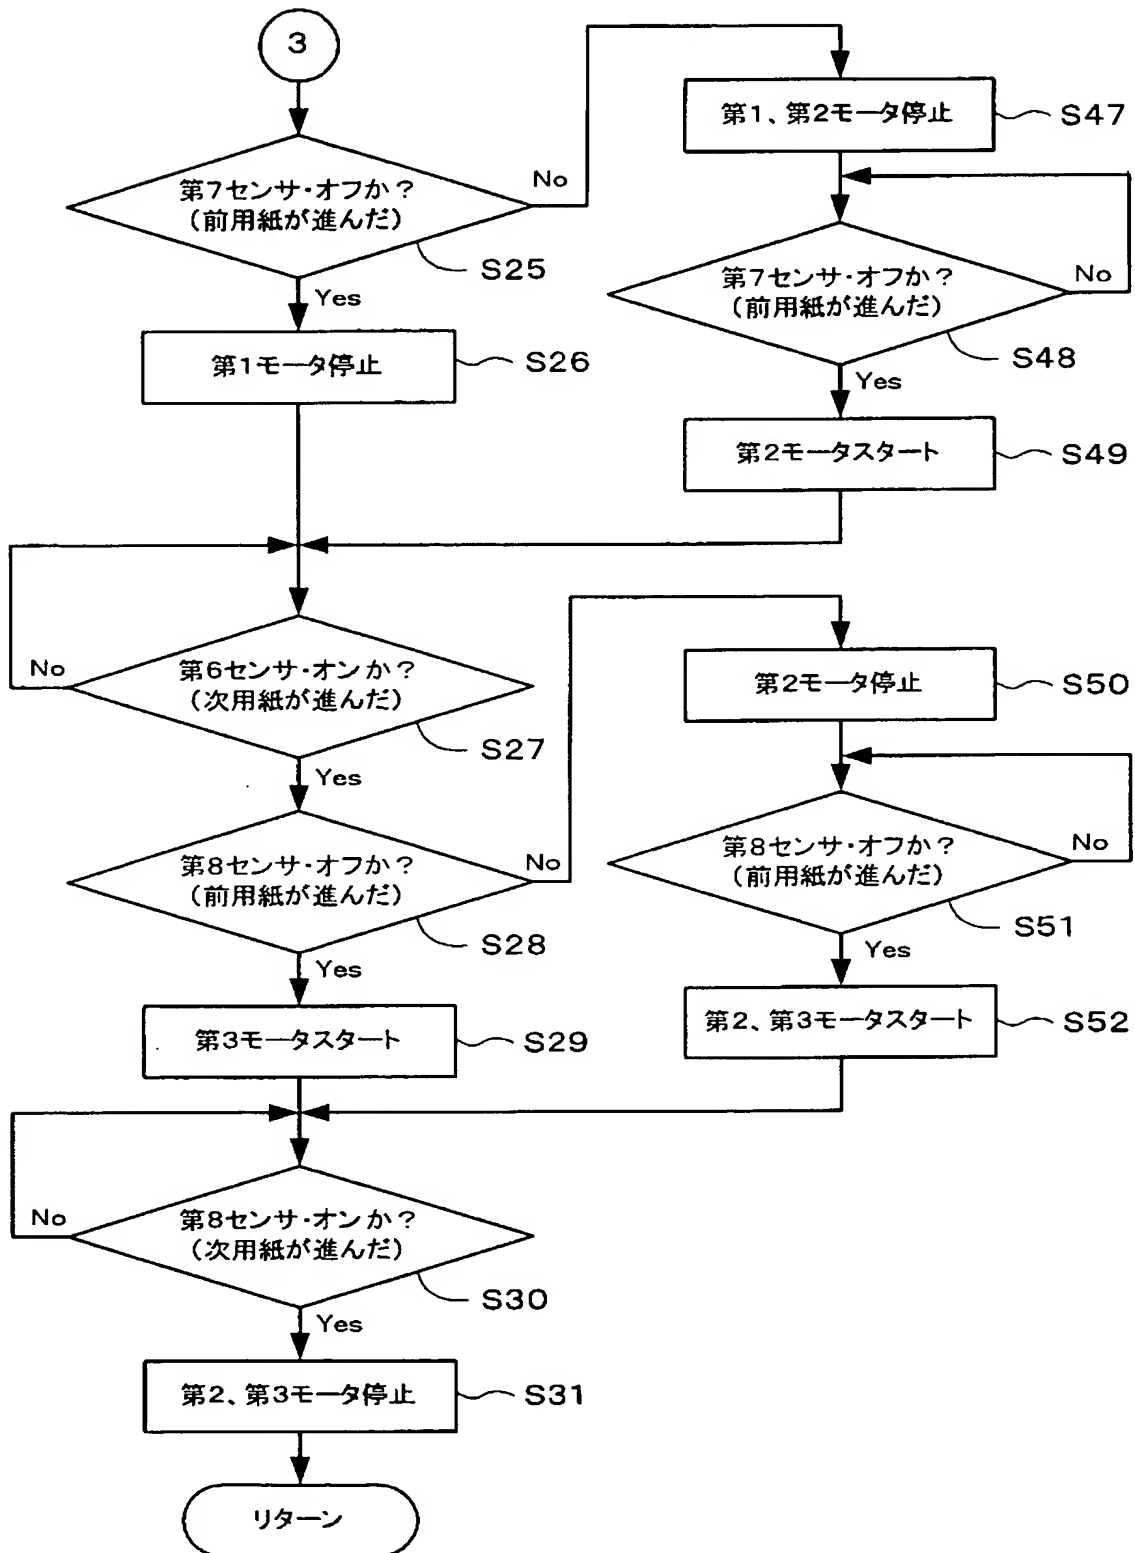 3
第7センサ・オフか?
(前用紙が進んだ)
No
S25
Yes
第1モータ停止
S26
第1、第2モータ停止
S47
第7センサ・オフか?
(前用紙が進んだ)
No
S48
Yes
第2モータスタート
S49
第6センサ・オンか?
(次用紙が進んだ)
No
S27
Yes
第8センサ・オフか?
(前用紙が進んだ)
No
S28
Yes
第3モータスタート
S29
第2モータ停止
S50
第8センサ・オフか?
(前用紙が進んだ)
No
S51
Yes
第2、第3モータスタート
S52
第8センサ・オンか?
(次用紙が進んだ)
No
S30
Yes
第2、第3モータ停止
S31
リターン